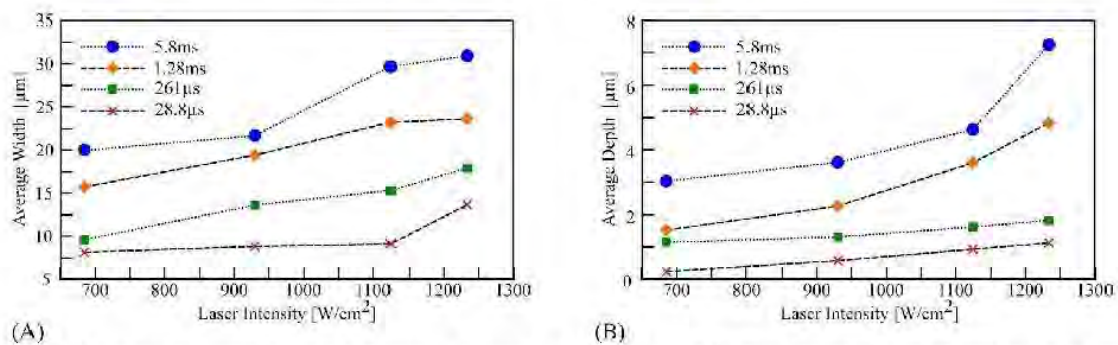 35
30
25
20
15
10
5
Average Width [μm]
5.8ms
1.28ms
261μs
28.8μs
700 800 900 1000 1100 1200 1300
Laser Intensity [W/cm²]
(A)
8
6
4
2
0
Average Depth [μm]
5.8ms
1.28ms
261μs
28.8μs
700 800 900 1000 1100 1200 1300
Laser Intensity [W/cm²]
(B)